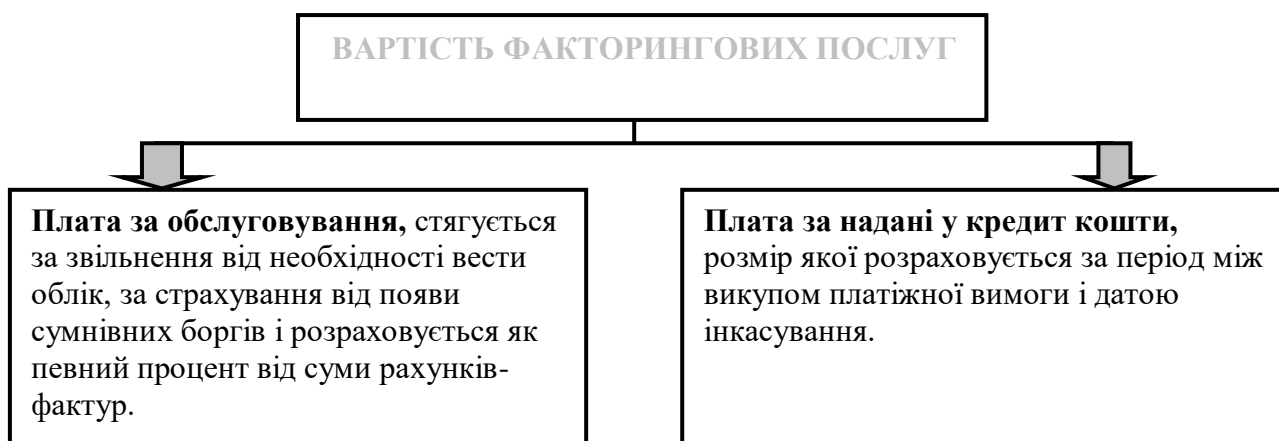 ВАРТІСТЬ ФАКТОРИНГОВИХ ПОСЛУГ
Плата за обслуговування, стягується
за звільнення від необхідності вести
облік, за страхування від появи
сумнівних боргів і розраховується як
певний процент від суми рахунків-
фактур.
Плата за надані у кредит кошти,
розмір якої розраховується за період між
викупом платіжної вимоги і датою
інкасування.